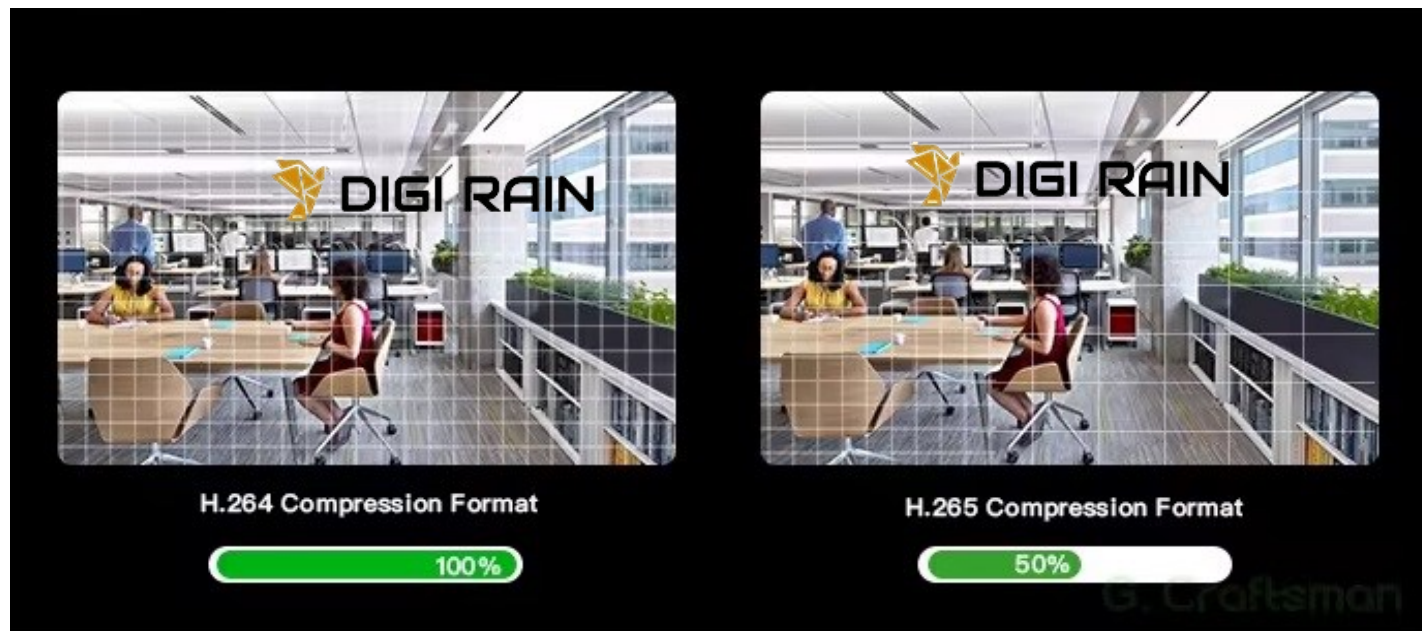 DIGI RAIN
DIGI RAIN
H.264 Compression Format
H.265 Compression Format
100%
50%
G. Craftsman